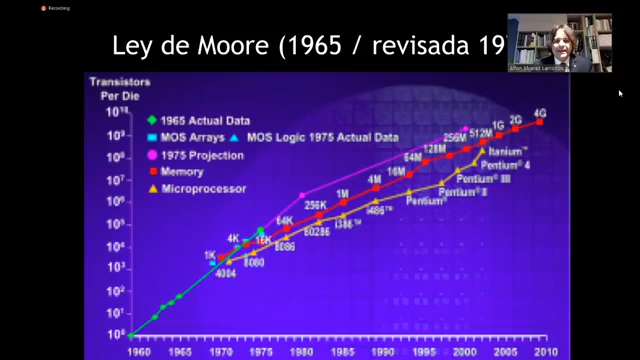 Recording
Ley de Moore (1965 / revisada 19
Transistors
Per Die
10¹⁰
10⁹
10⁸
10⁷
10⁶
10⁵
10⁴
10³
10²
10¹
10⁰
1965 Actual Data
MOS Arrays MOS Logic 1975 Actual Data
1975 Projection
Memory
Microprocessor
1K
4K
16K
64K
256K
1M
4M
16M
64M
128M
256M
512M
1G
2G
4G
4004
8080
8086
80286
i386™
i486™
Pentium®
Pentium® II
Pentium® III
Pentium® 4
Itanium™
1960 1965 1970 1975 1980 1985 1990 1995 2000 2005 2010